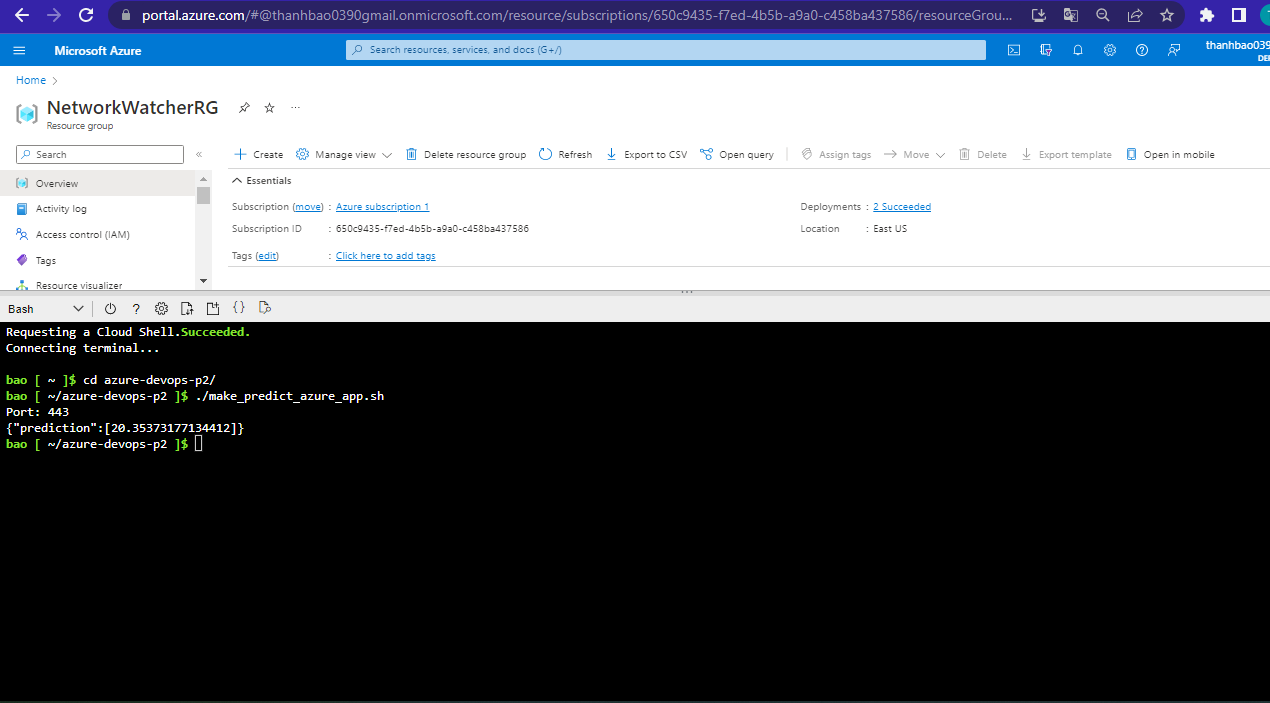 portal.azure.com/#@thanhbao0390gmail.onmicrosoft.com/resource/subscriptions/650c9435-f7ed-4b5b-a9a0-c458ba437586/resourceGrou...
Microsoft Azure
Search resources, services, and docs (G+/)
thanhbao039
DEF
Home
NetworkWatcherRG
Resource group
Search
«
Create
Manage view
Delete resource group
Refresh
Export to CSV
Open query
Assign tags
Move
Delete
Export template
Open in mobile
Overview
Activity log
Access control (IAM)
Tags
Resource visualizer
Essentials
Subscription (move) : Azure subscription 1
Subscription ID : 650c9435-f7ed-4b5b-a9a0-c458ba437586
Tags (edit) : Click here to add tags
Deployments : 2 Succeeded
Location : East US
Bash
?
{}
Requesting a Cloud Shell.Succeeded.
Connecting terminal...
bao [ ~ ]$ cd azure-devops-p2/
bao [ ~/azure-devops-p2 ]$ ./make_predict_azure_app.sh
Port: 443
{"prediction":[20.35373177134412]}
bao [ ~/azure-devops-p2 ]$